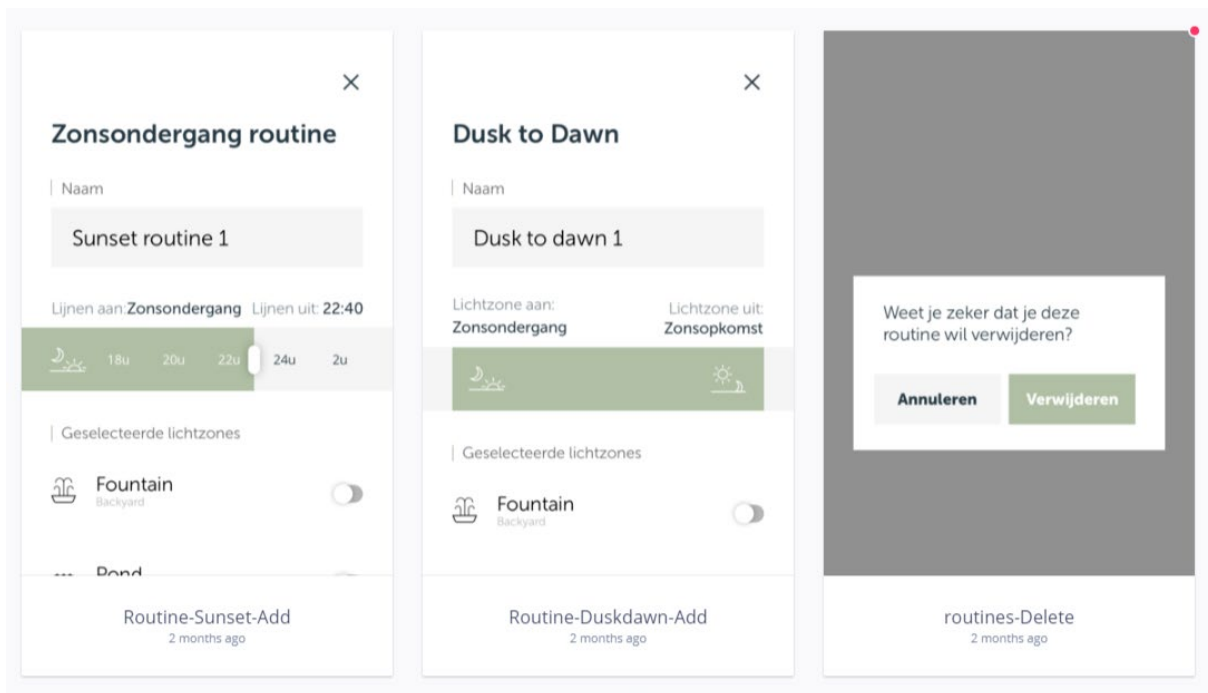 Zonsondergang routine
Naam
Sunset routine 1
Lijnen aan:Zonsondergang Lijnen uit: 22:40
18u 20u 22u 24u 2u
Geselecteerde lichtzones
Fountain
Backyard
Pond
Routine-Sunset-Add
2 months ago
Dusk to Dawn
Naam
Dusk to dawn 1
Lichtzone aan: Lichtzone uit:
Zonsondergang Zonsopkomst
Geselecteerde lichtzones
Fountain
Backyard
Routine-Duskdawn-Add
2 months ago
Weet je zeker dat je deze
routine wil verwijderen?
Annuleren Verwijderen
routines-Delete
2 months ago